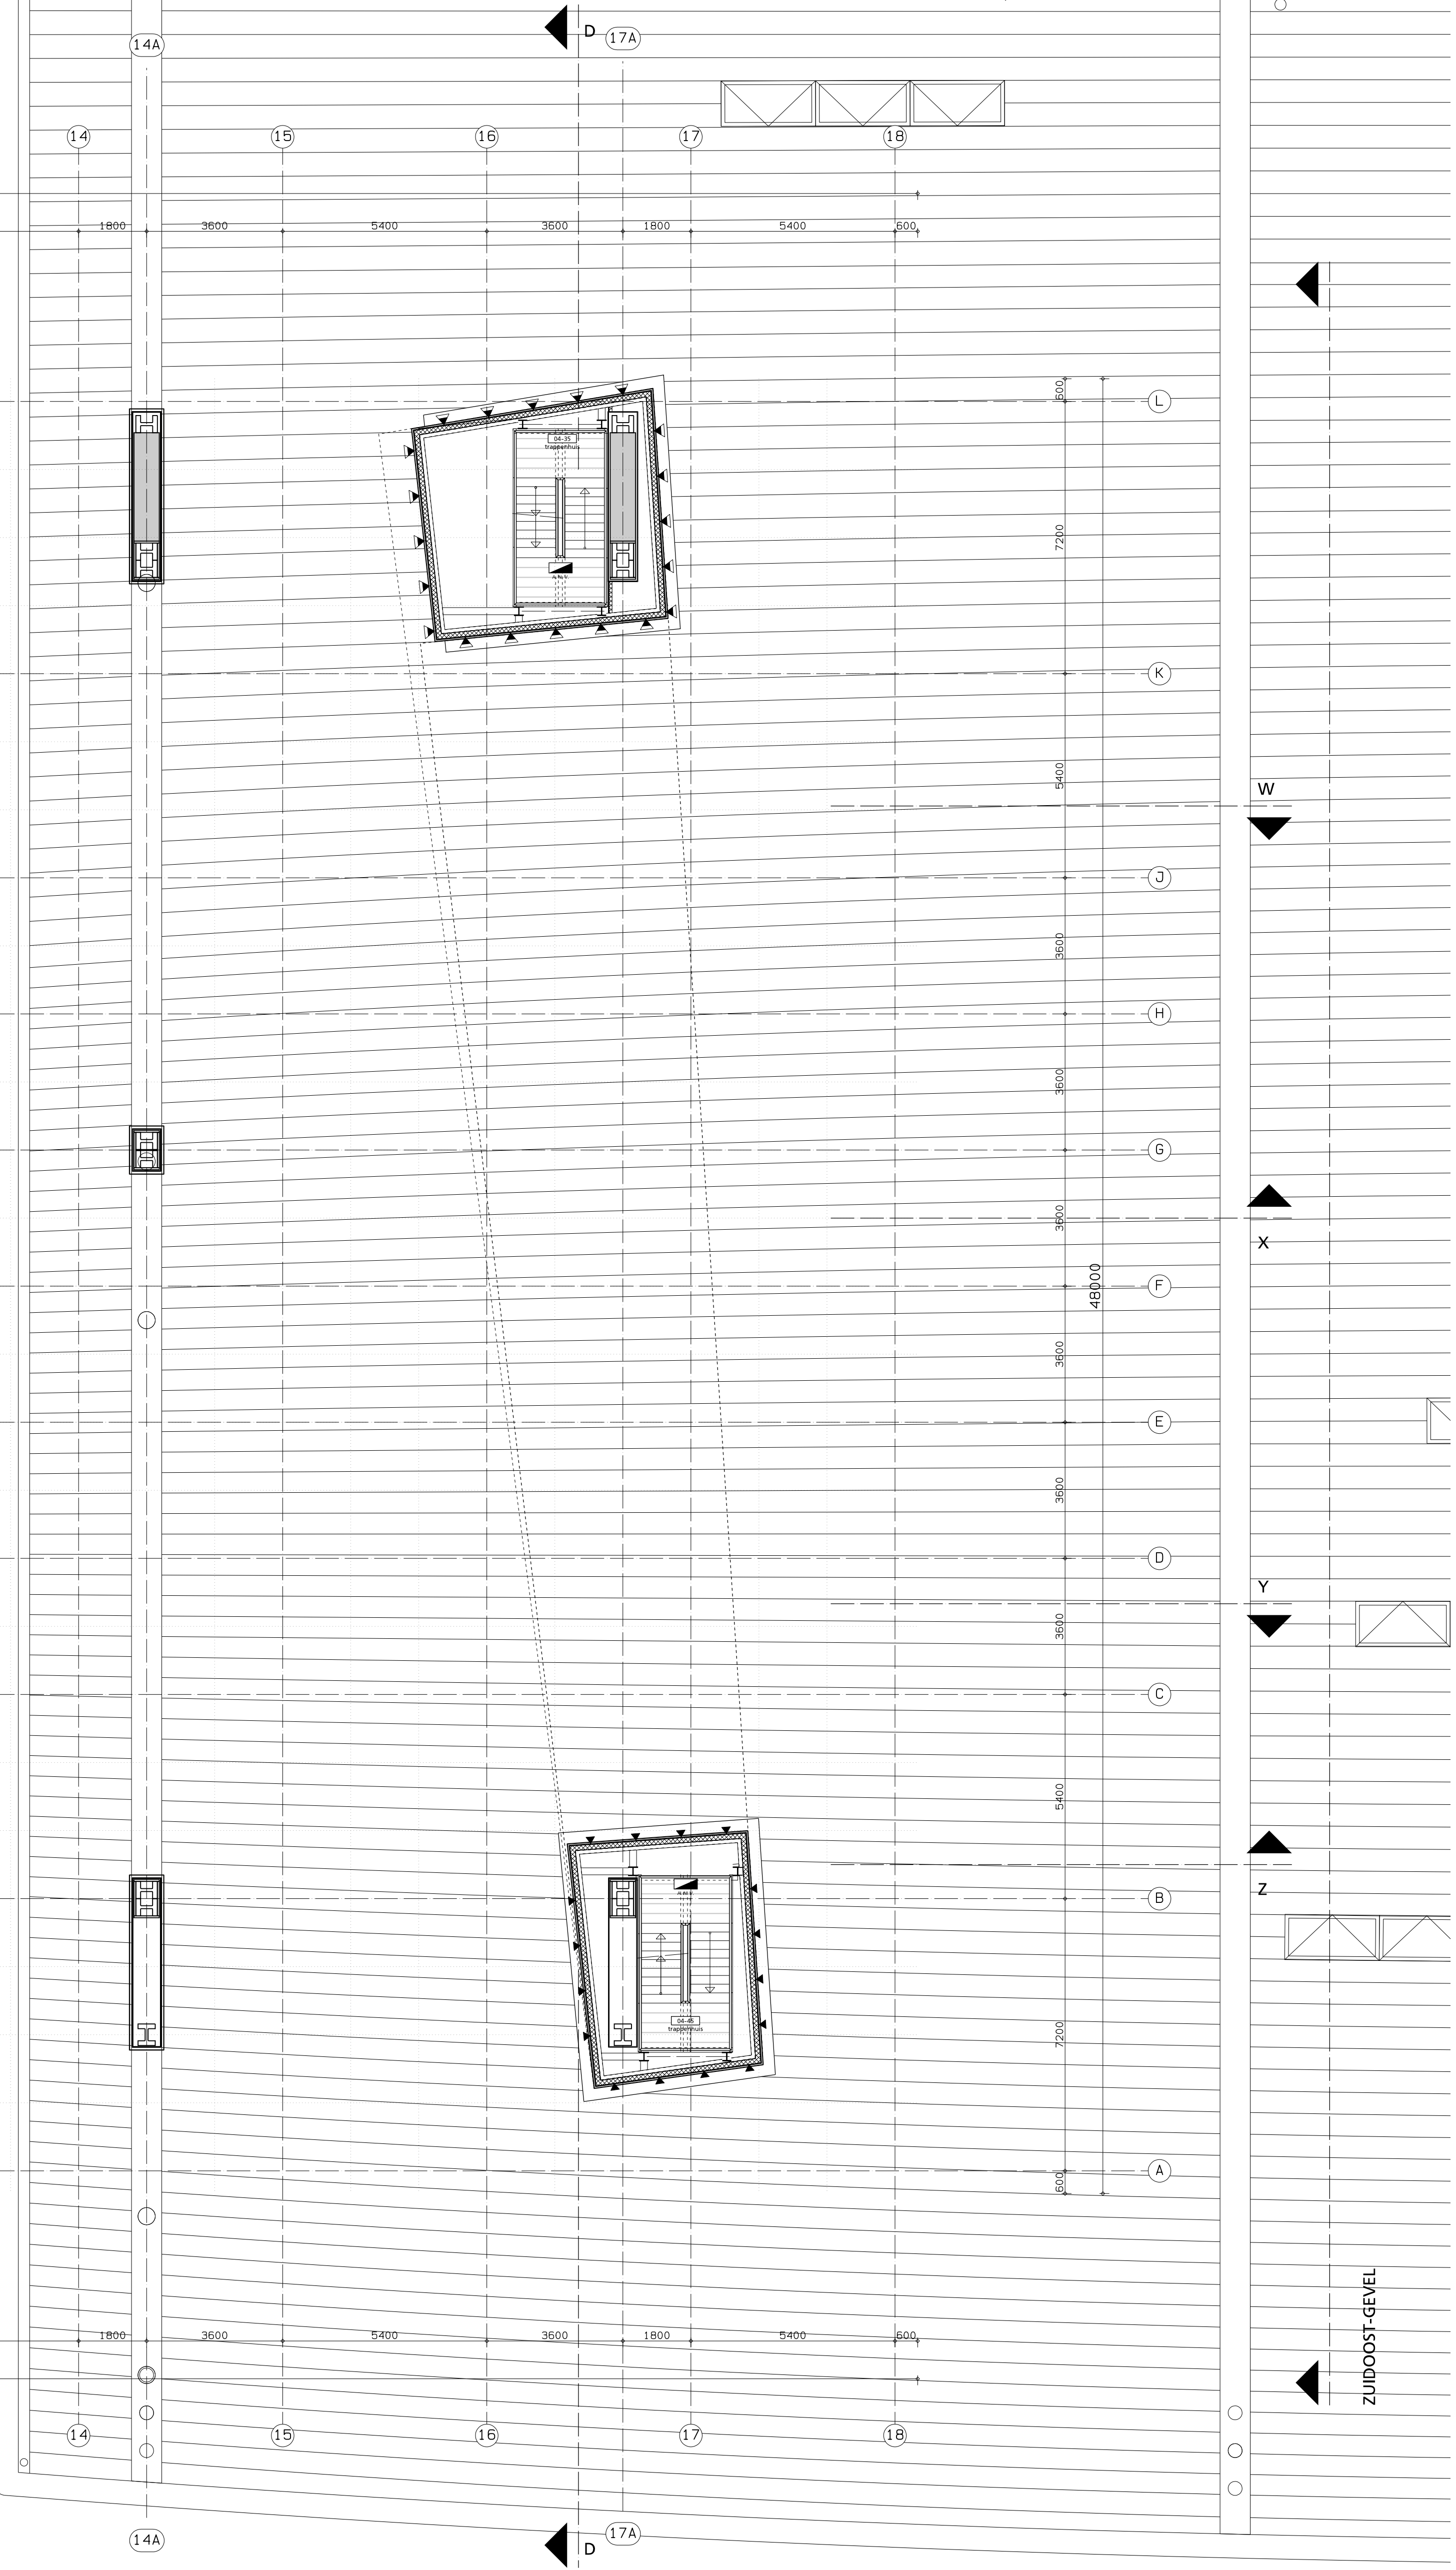 D
14A
17A
14
15
16
17
18
1800
3600
5400
3600
1800
5400
600
600
L
04-35
trappenhuis
7200
K
5400
W
J
3600
H
3600
G
3600
X
48000
F
3600
E
3600
D
Y
3600
C
5400
Z
B
04-45
trappenhuis
7200
A
600
ZUIDOOST-GEVEL
1800
3600
5400
3600
1800
5400
600
14
15
16
17
18
14A
17A
D